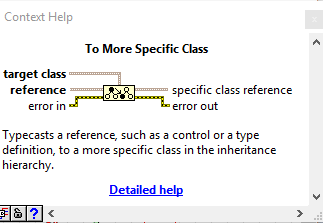 Context Help
x
To More Specific Class
target class
reference
specific class reference
error in
error out
Typecasts a reference, such as a control or a type
definition, to a more specific class in the inheritance
hierarchy.
Detailed help
?